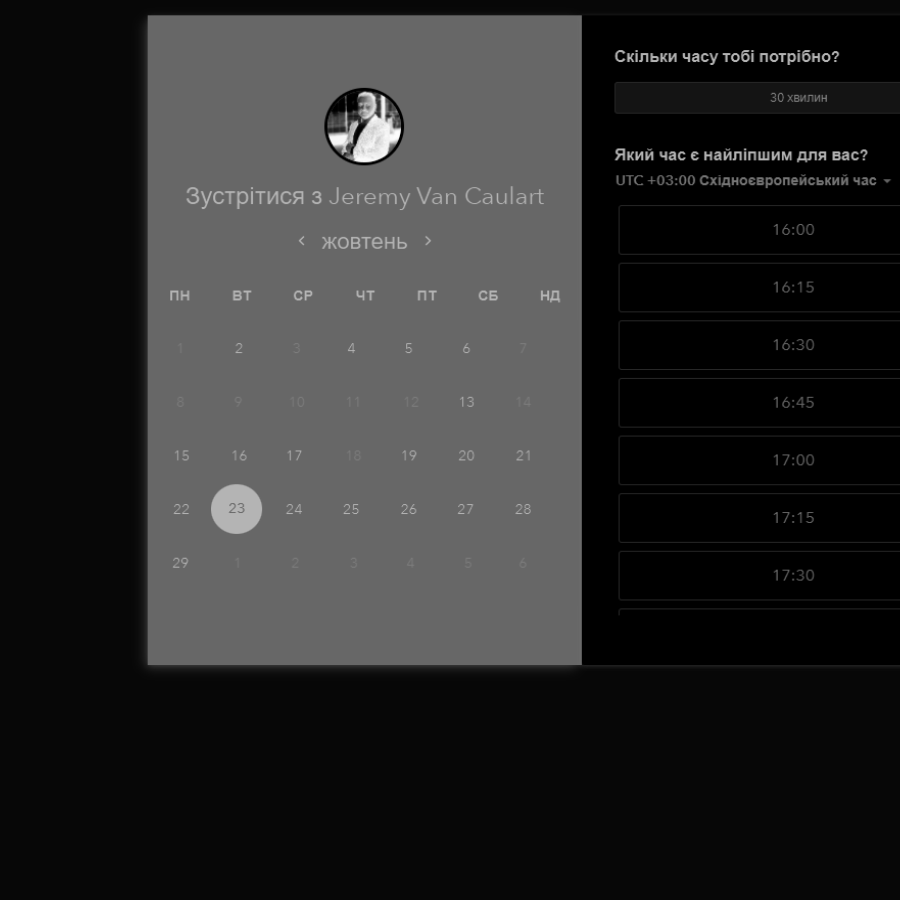 Зустрітися з Jeremy Van Caulart
жовтень
ПН ВТ СР ЧТ ПТ СБ НД
1 2 3 4 5 6 7
8 9 10 11 12 13 14
15 16 17 18 19 20 21
22 23 24 25 26 27 28
29 1 2 3 4 5 6
Скільки часу тобі потрібно?
30 хвилин
Який час є найліпшим для вас?
UTC +03:00 Східноєвропейський час
16:00
16:15
16:30
16:45
17:00
17:15
17:30